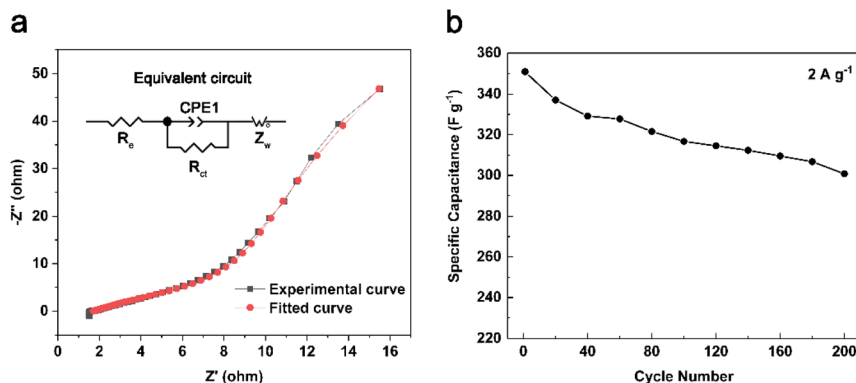 a
Equivalent circuit
CPE1
Re
Rct
Zw
-Z" (ohm)
50
40
30
20
10
0
Experimental curve
Fitted curve
0 2 4 6 8 10 12 14 16
Z' (ohm)
b
2 A g-1
Specific Capacitance (F g-1)
360
340
320
300
280
260
240
220
0 40 80 120 160 200
Cycle Number